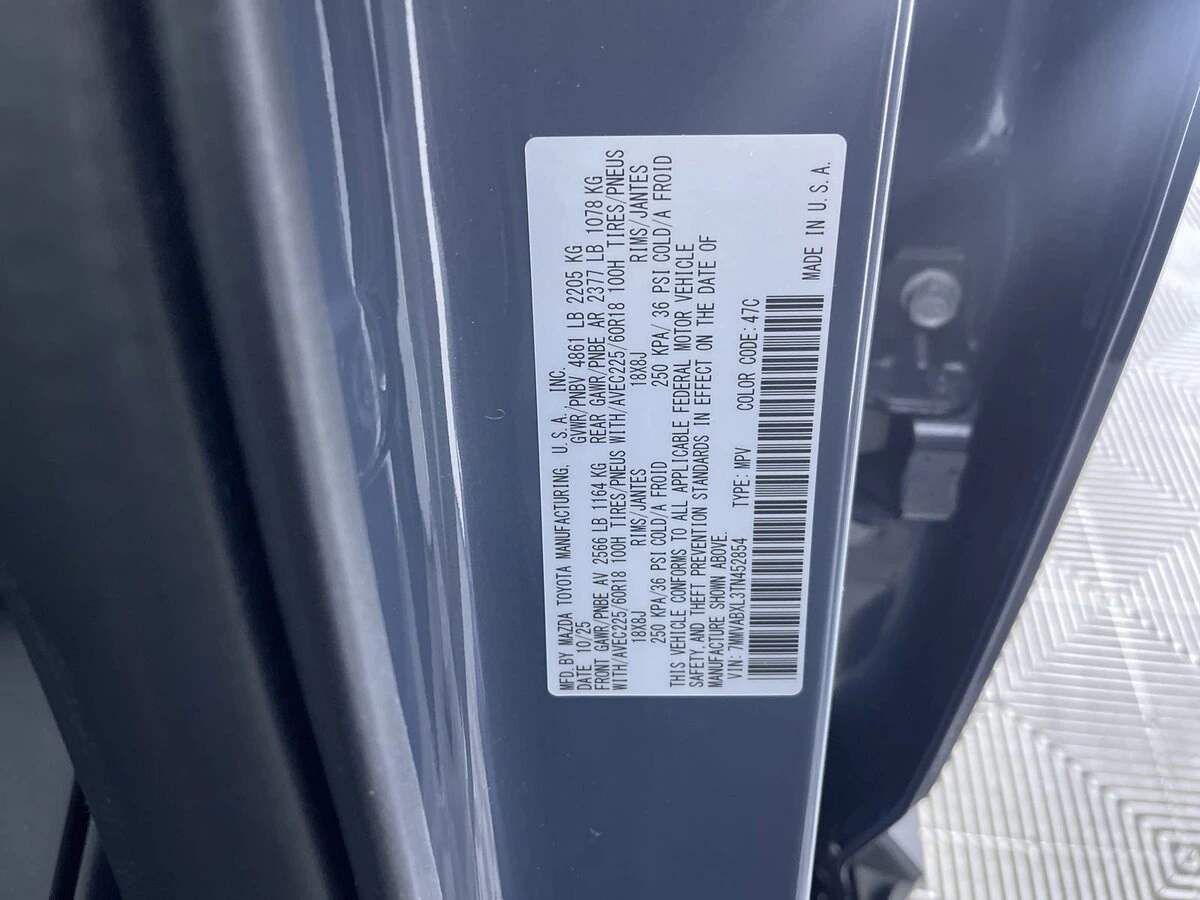 MFD. BY MAZDA TOYOTA MANUFACTURING, U.S.A. INC.
DATE 10/25 GVWR/PNBV 4861 LB 2205 KG
FRONT GAWR/PNBE AV 2566 LB 1164 KG REAR GAWR/PNBE AR 2377 LB 1078 KG
WITH/AVEC225/60R18 100H TIRES/PNEUS WITH/AVEC225/60R18 100H TIRES/PNEUS
18X8J RIMS/JANTES 18X8J RIMS/JANTES
250 KPA/36 PSI COLD/A FROID 250 KPA/ 36 PSI COLD/A FROID
THIS VEHICLE CONFORMS TO ALL APPLICABLE FEDERAL MOTOR VEHICLE
SAFETY,AND THEFT PREVENTION STANDARDS IN EFFECT ON THE DATE OF
MANUFACTURE SHOWN ABOVE.
VIN: 7MMVABXL3TN452854 TYPE: MPV COLOR CODE: 47C
MADE IN U.S.A.